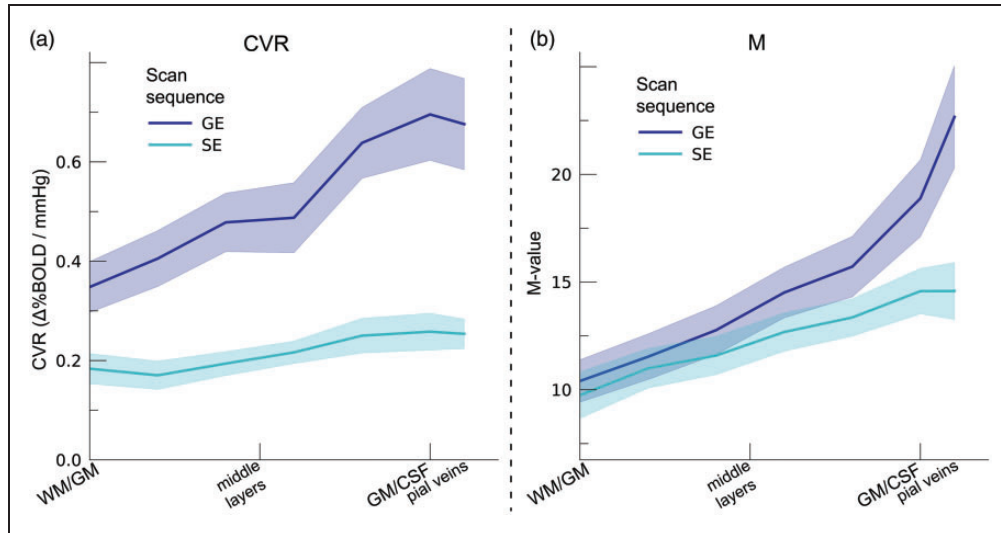 (a)
CVR
Scan
sequence
GE
SE
CVR (Δ%BOLD / mmHg)
0.6
0.4
0.2
0.0
WM/GM
middle
layers
GM/CSF
pial veins
(b)
M
Scan
sequence
GE
SE
M-value
20
15
10
WM/GM
middle
layers
GM/CSF
pial veins